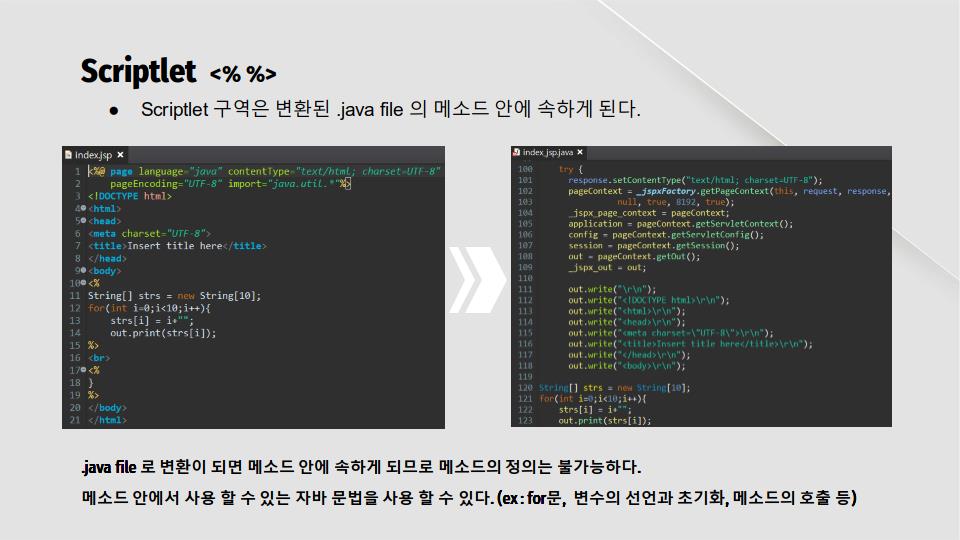 Scriptlet <% %>
● Scriptlet 구역은 변환된 .java file 의 메소드 안에 속하게 된다.
index.jsp ×
1 <%@ page language="java" contentType="text/html; charset=UTF-8"
2 pageEncoding="UTF-8" import="java.util.*"%>
3 <!DOCTYPE html>
4 <html>
5 <head>
6 <meta charset="UTF-8">
7 <title>Insert title here</title>
8 </head>
9 <body>
10 <%
11 String[] strs = new String[10];
12 for(int i=0;i<10;i++){
13 strs[i] = i+"";
14 out.print(strs[i]);
15 %>
16 <br>
17 <%
18 }
19 %>
20 </body>
21 </html>
index_jsp.java ×
100 try {
101 response.setContentType("text/html; charset=UTF-8");
102 pageContext = _jspxFactory.getPageContext(this, request, response,
103 null, true, 8192, true);
104 _jspx_page_context = pageContext;
105 application = pageContext.getServletContext();
106 config = pageContext.getServletConfig();
107 session = pageContext.getSession();
108 out = pageContext.getOut();
109 _jspx_out = out;
110
111 out.write("\r\n");
112 out.write("<!DOCTYPE html>\r\n");
113 out.write("<html>\r\n");
114 out.write("<head>\r\n");
115 out.write("<meta charset=\"UTF-8\">\r\n");
116 out.write("<title>Insert title here</title>\r\n");
117 out.write("</head>\r\n");
118 out.write("<body>\r\n");
119
120 String[] strs = new String[10];
121 for(int i=0;i<10;i++){
122 strs[i] = i+"";
123 out.print(strs[i]);
.java file 로 변환이 되면 메소드 안에 속하게 되므로 메소드의 정의는 불가능하다.
메소드 안에서 사용 할 수 있는 자바 문법을 사용 할 수 있다. (ex : for문, 변수의 선언과 초기화, 메소드의 호출 등)